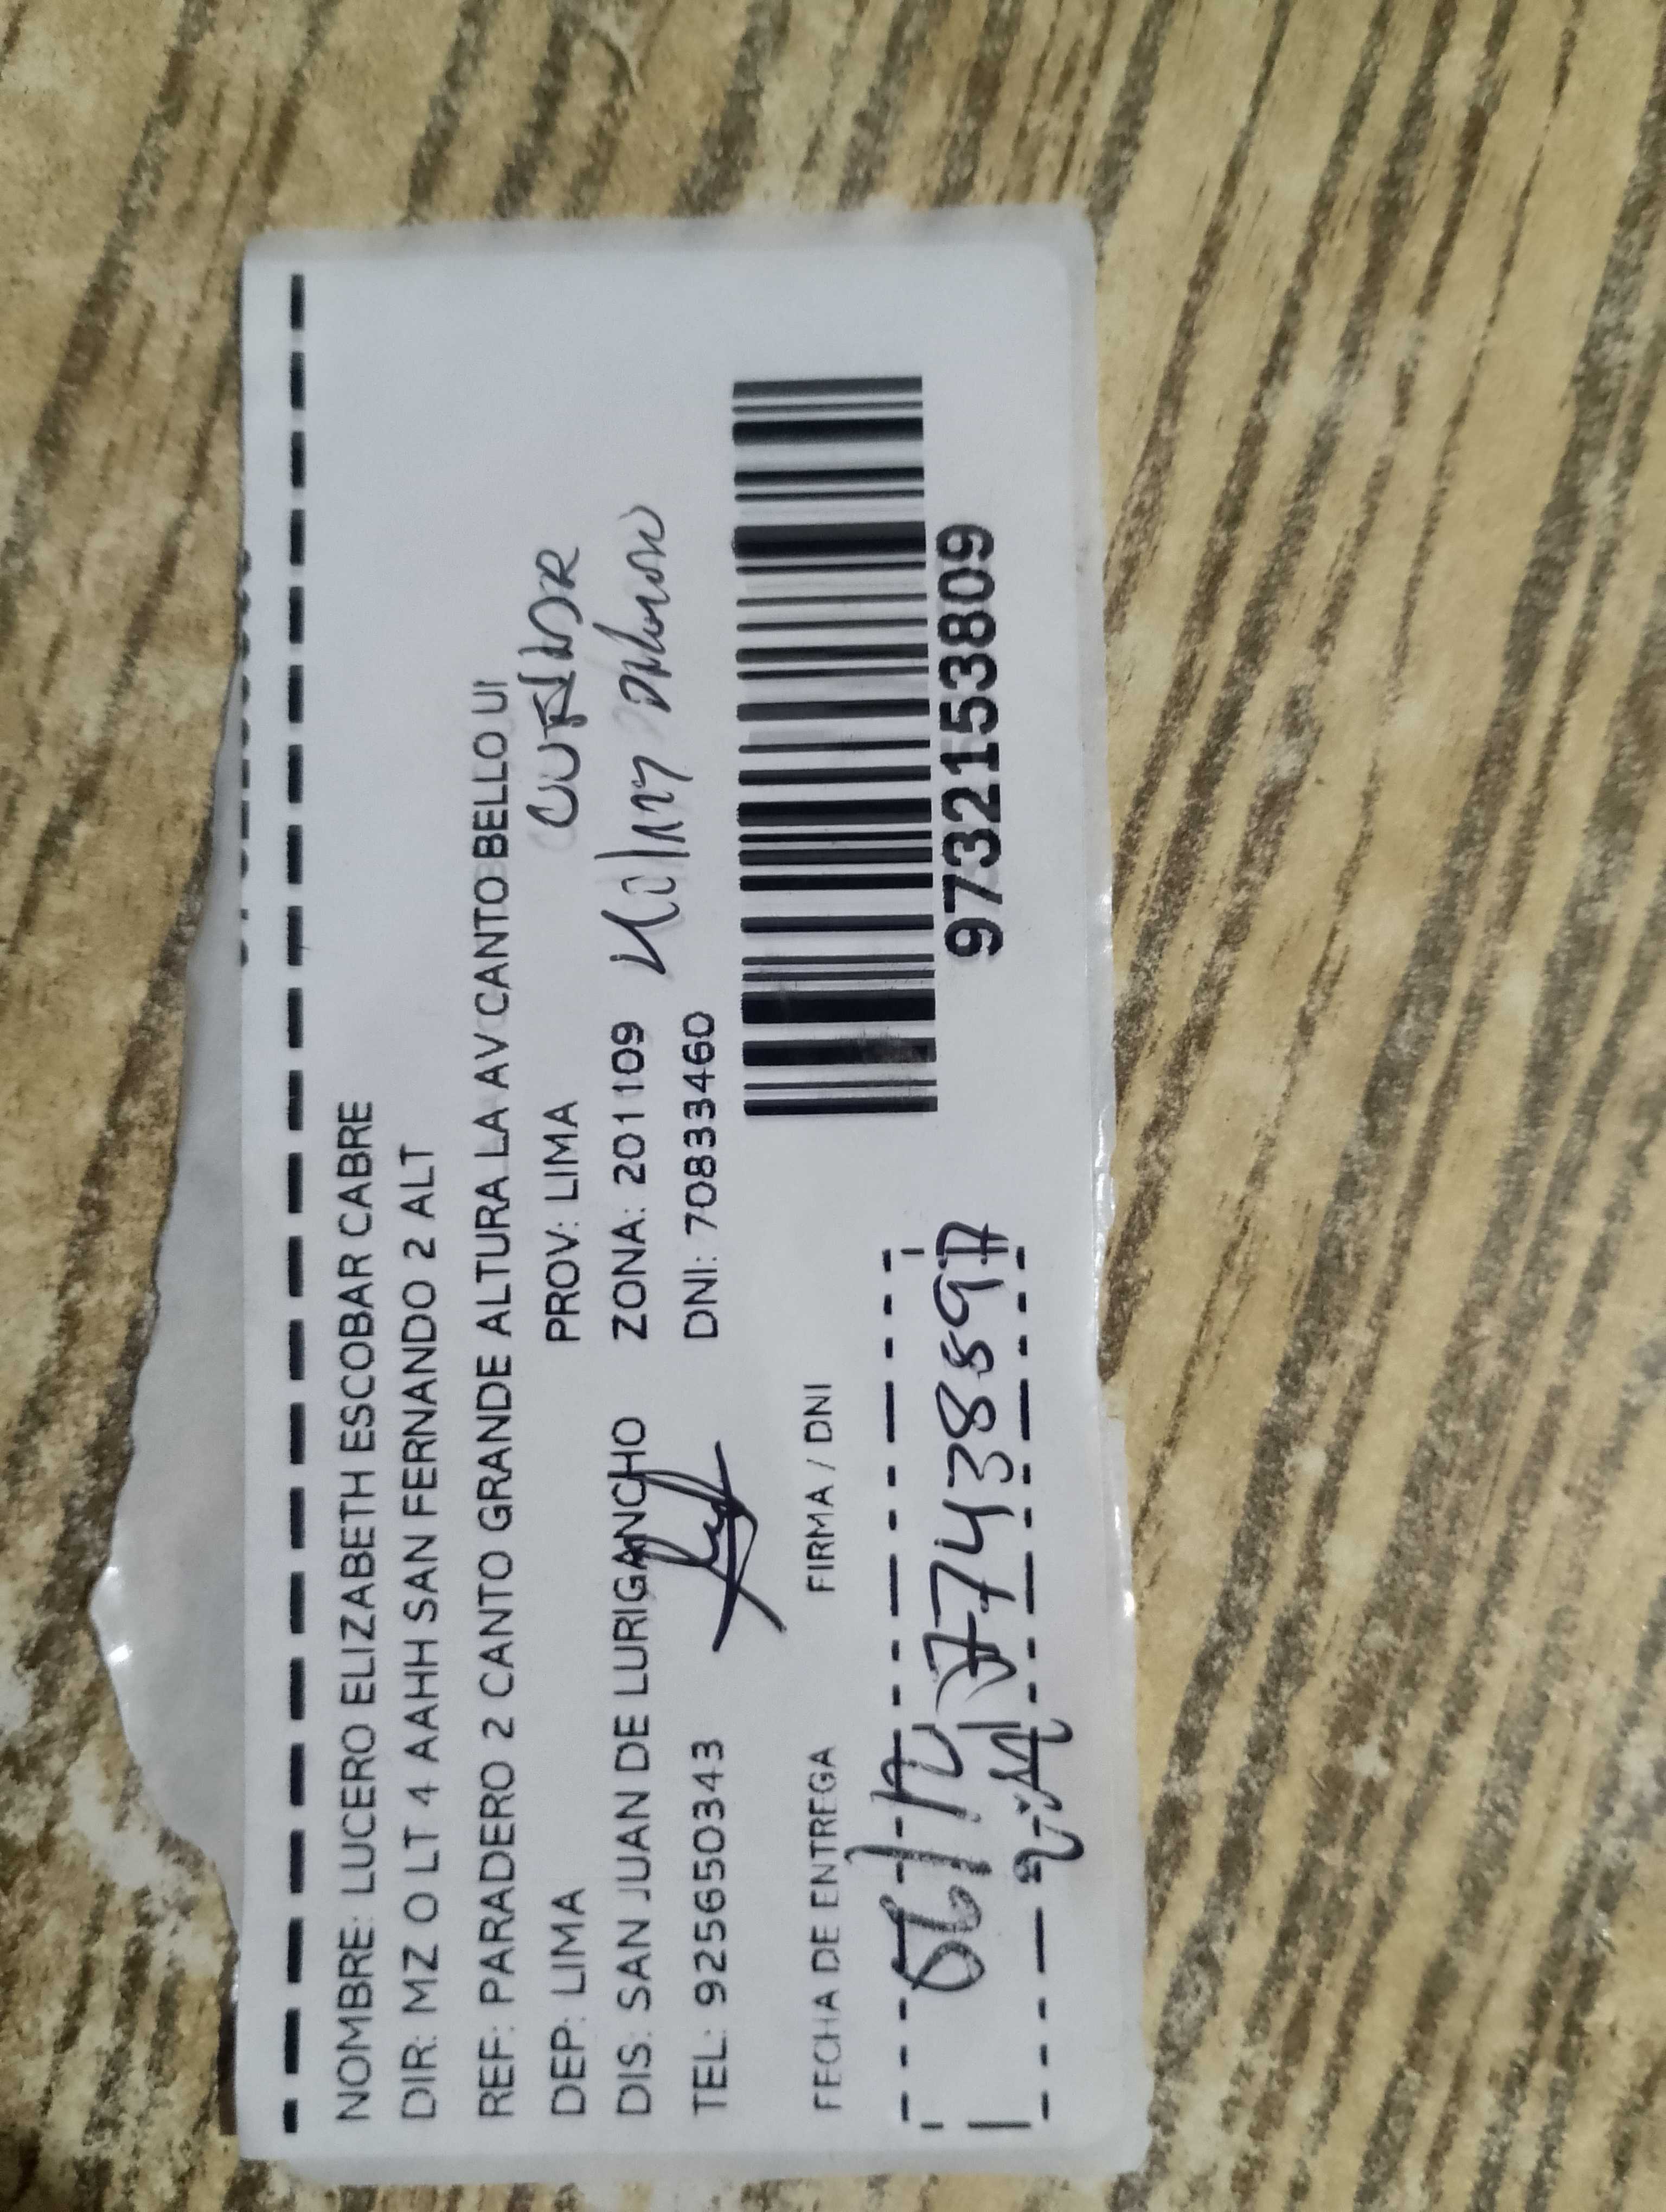 NOMBRE: LUCERO ELIZABETH ESCOBAR CABRE
DIR: MZ O LT 4 AAHH SAN FERNANDO 2 ALT
REF: PARADERO 2 CANTO GRANDE ALTURA LA AV CANTO BELLO UI
DEP: LIMA PROV: LIMA
DIS: SAN JUAN DE LURIGANCHO ZONA: 201109
TEL: 925650343 DNI: 70833460
FECHA DE ENTREGA FIRMA / DNI
06/12
9732153809